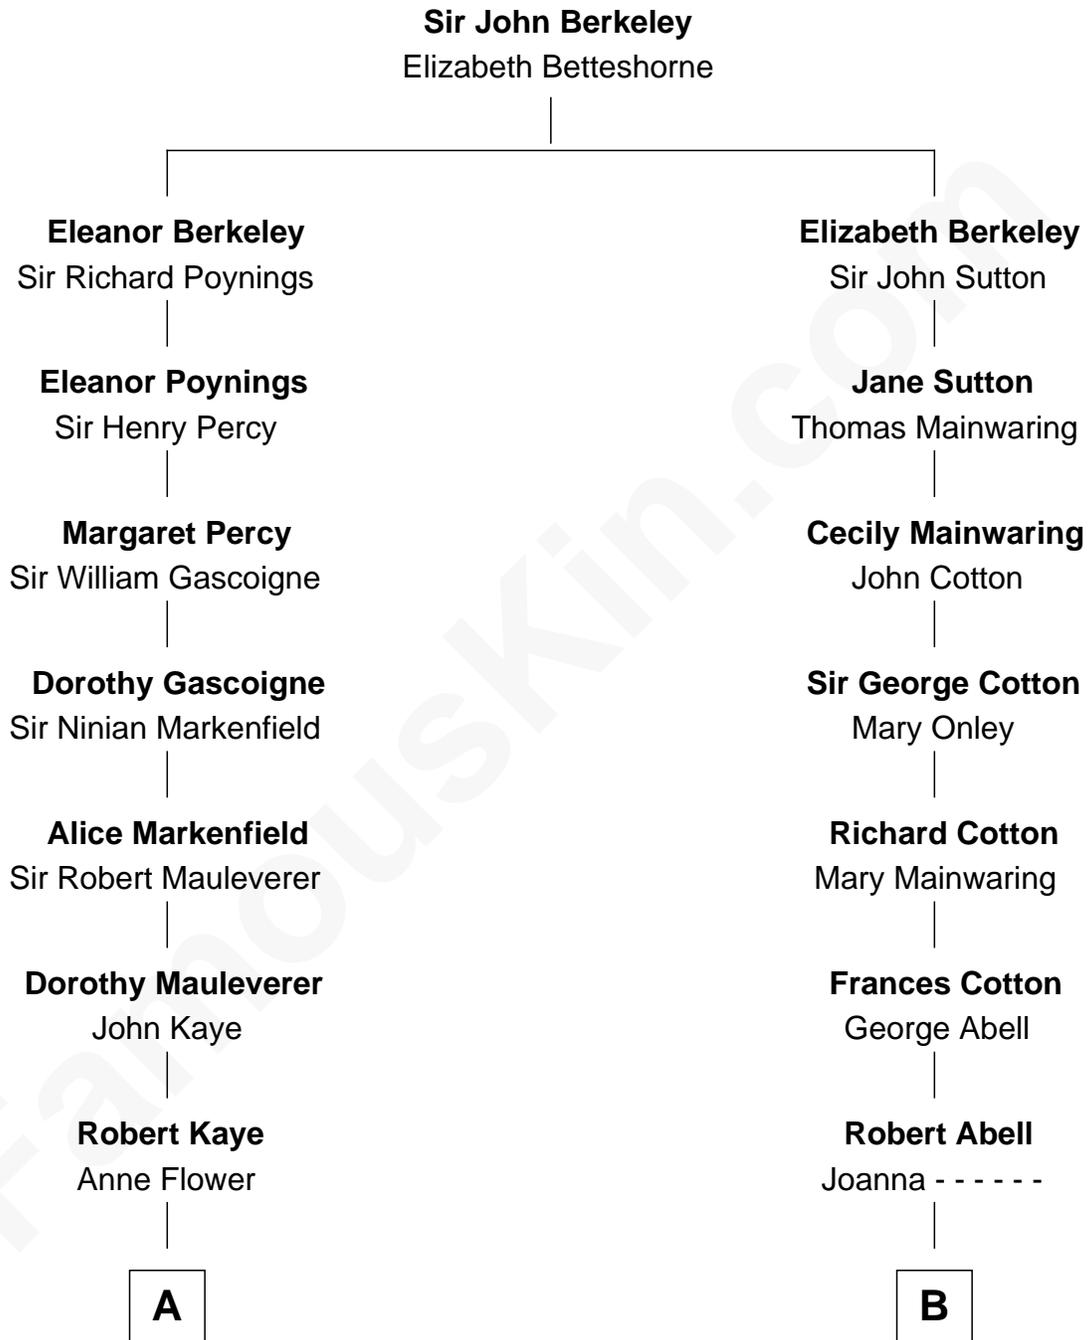 Sir John Berkeley
Elizabeth Betteshorne
Eleanor Berkeley
Sir Richard Poynings
Eleanor Poynings
Sir Henry Percy
Margaret Percy
Sir William Gascoigne
Dorothy Gascoigne
Sir Ninian Markenfield
Alice Markenfield
Sir Robert Mauleverer
Dorothy Mauleverer
John Kaye
Robert Kaye
Anne Flower
A
Elizabeth Berkeley
Sir John Sutton
Jane Sutton
Thomas Mainwaring
Cecily Mainwaring
John Cotton
Sir George Cotton
Mary Onley
Richard Cotton
Mary Mainwaring
Frances Cotton
George Abell
Robert Abell
Joanna - - - - - -
B
FamousKin.com